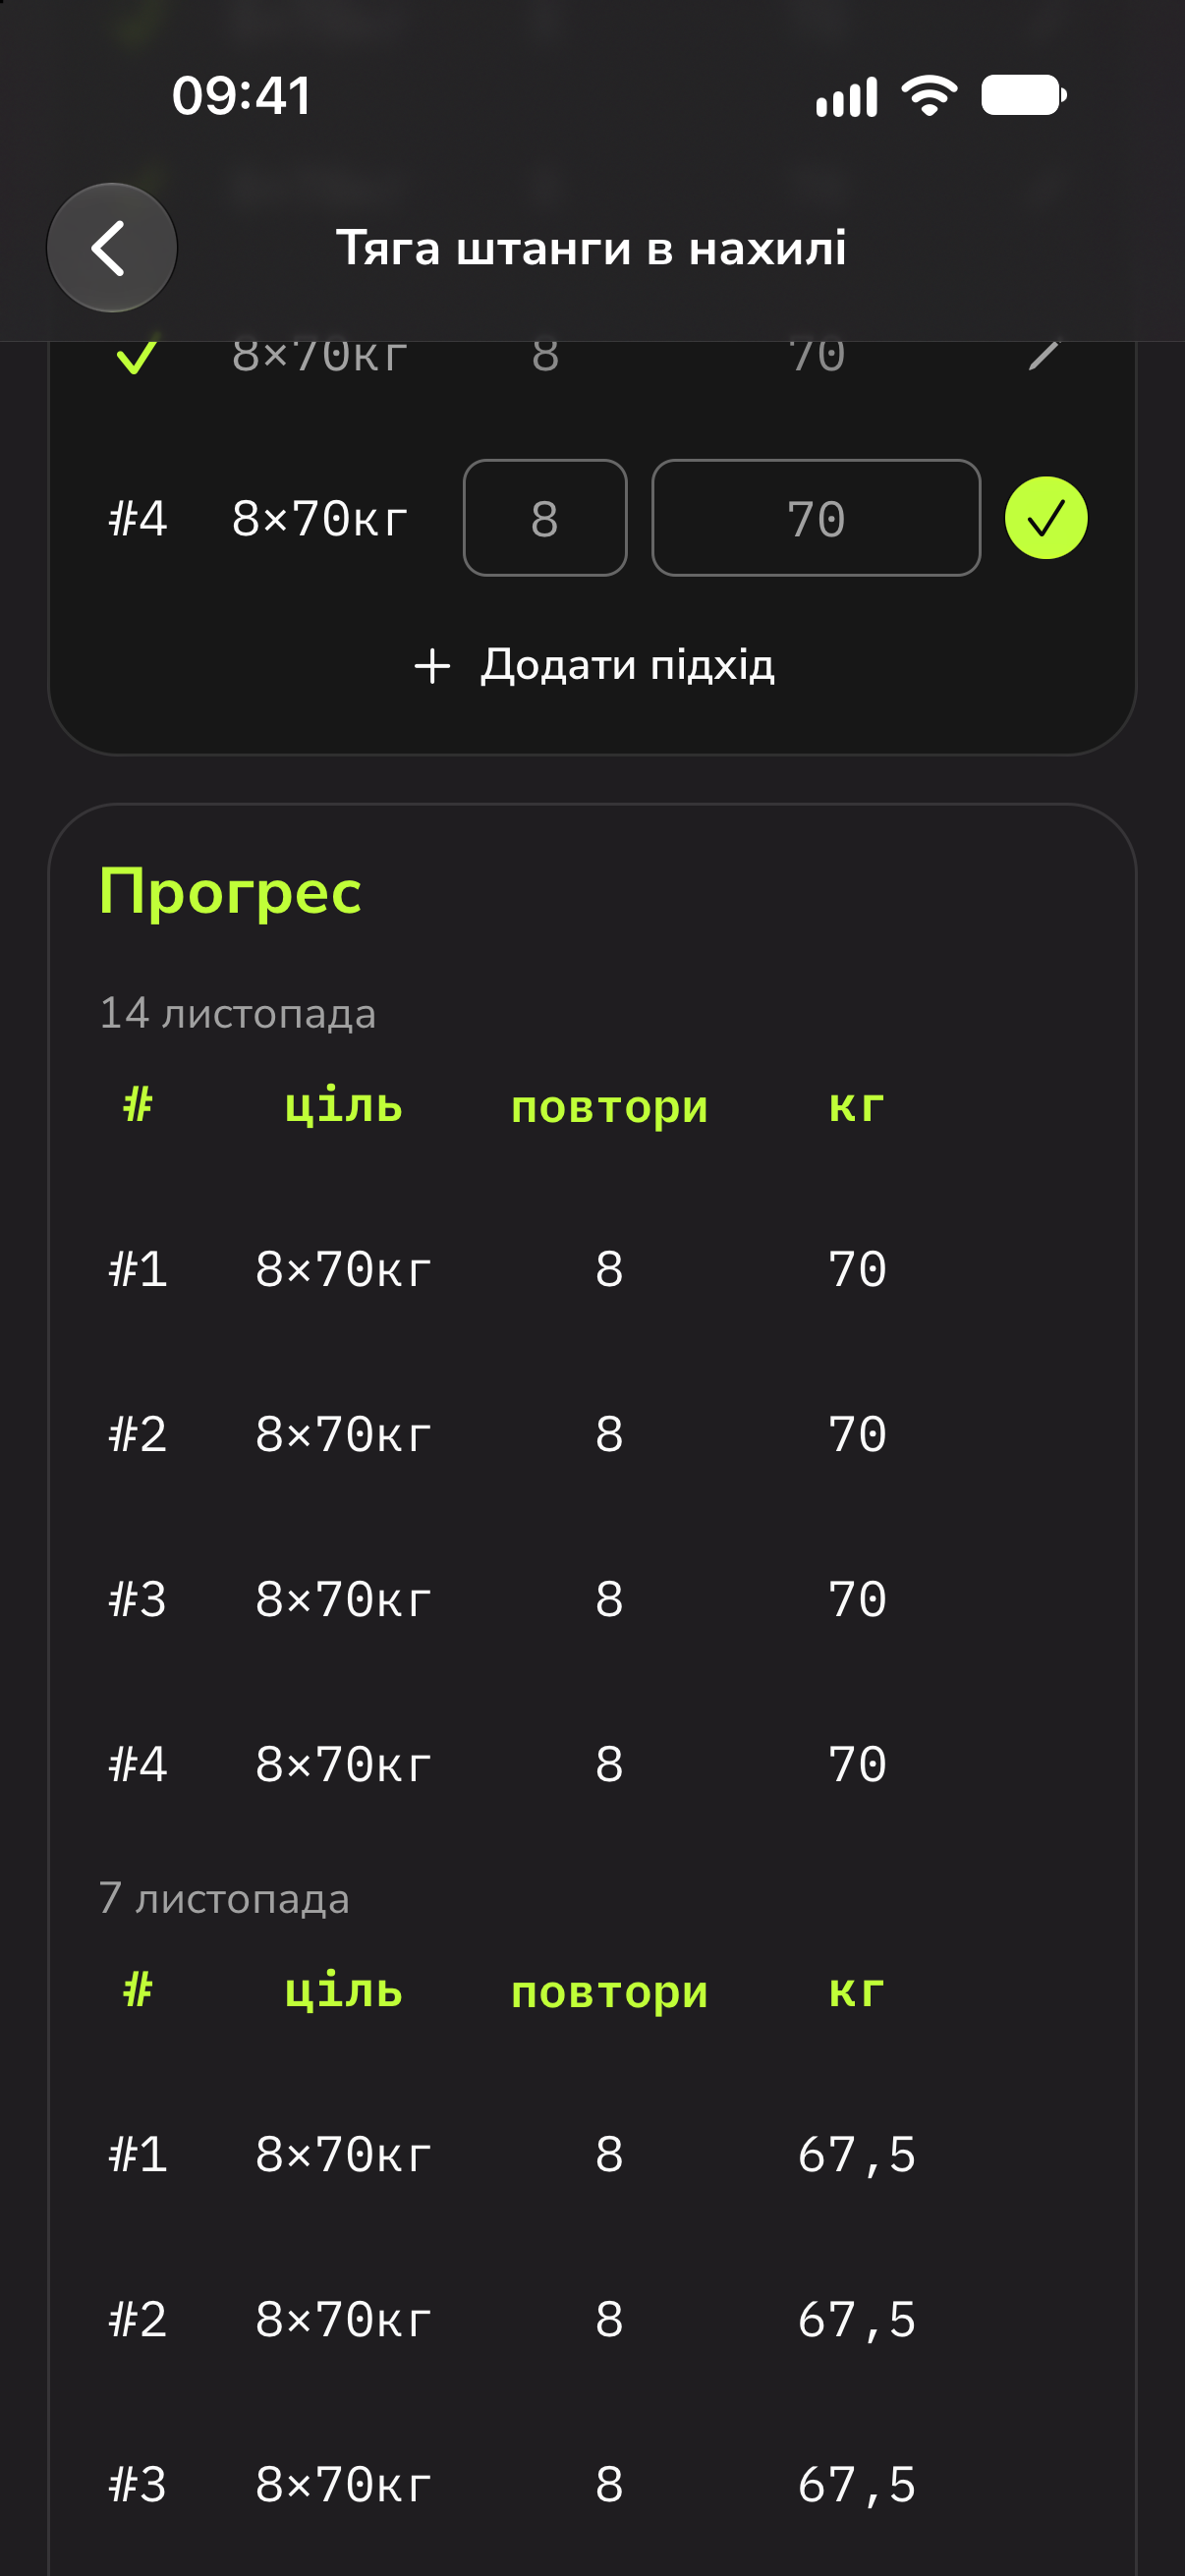 09:41
Тяга штанги в нахилі
8×70кг 8 70
#4 8×70кг 8 70
+ Додати підхід
Прогрес
14 листопада
# ціль повтори кг
#1 8×70кг 8 70
#2 8×70кг 8 70
#3 8×70кг 8 70
#4 8×70кг 8 70
7 листопада
# ціль повтори кг
#1 8×70кг 8 67,5
#2 8×70кг 8 67,5
#3 8×70кг 8 67,5